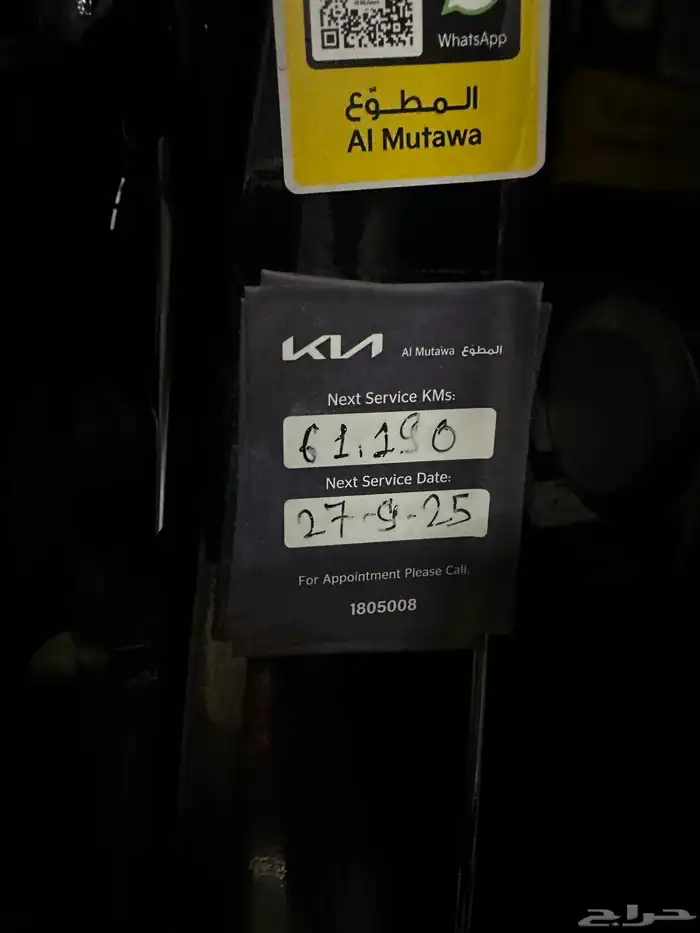 WhatsApp
المطوّع
Al Mutawa
KIA Al Mutawa المطوّع
Next Service KMs:
61.190
Next Service Date:
27-9-25
For Appointment Please Call.
1805008
حراج